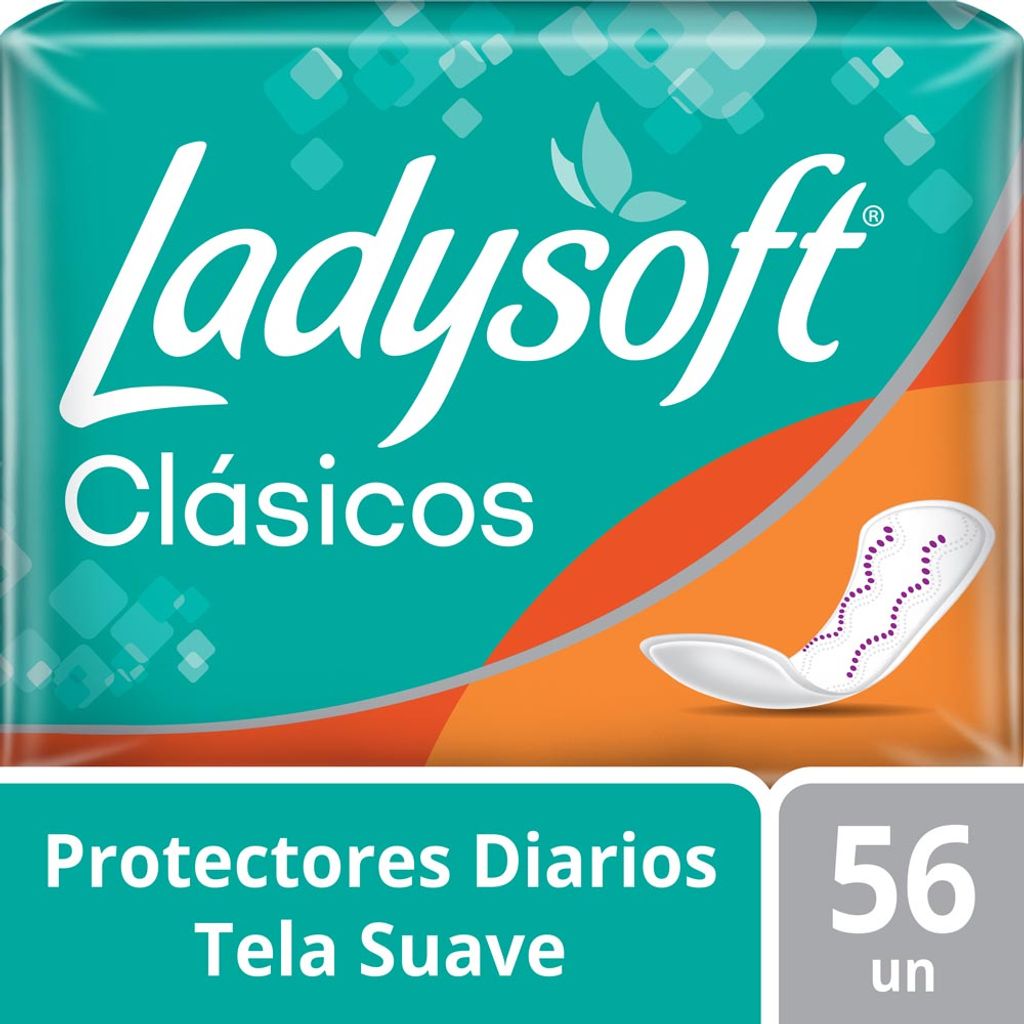 Ladysoft®
Clásicos
Protectores Diarios
Tela Suave
56
un